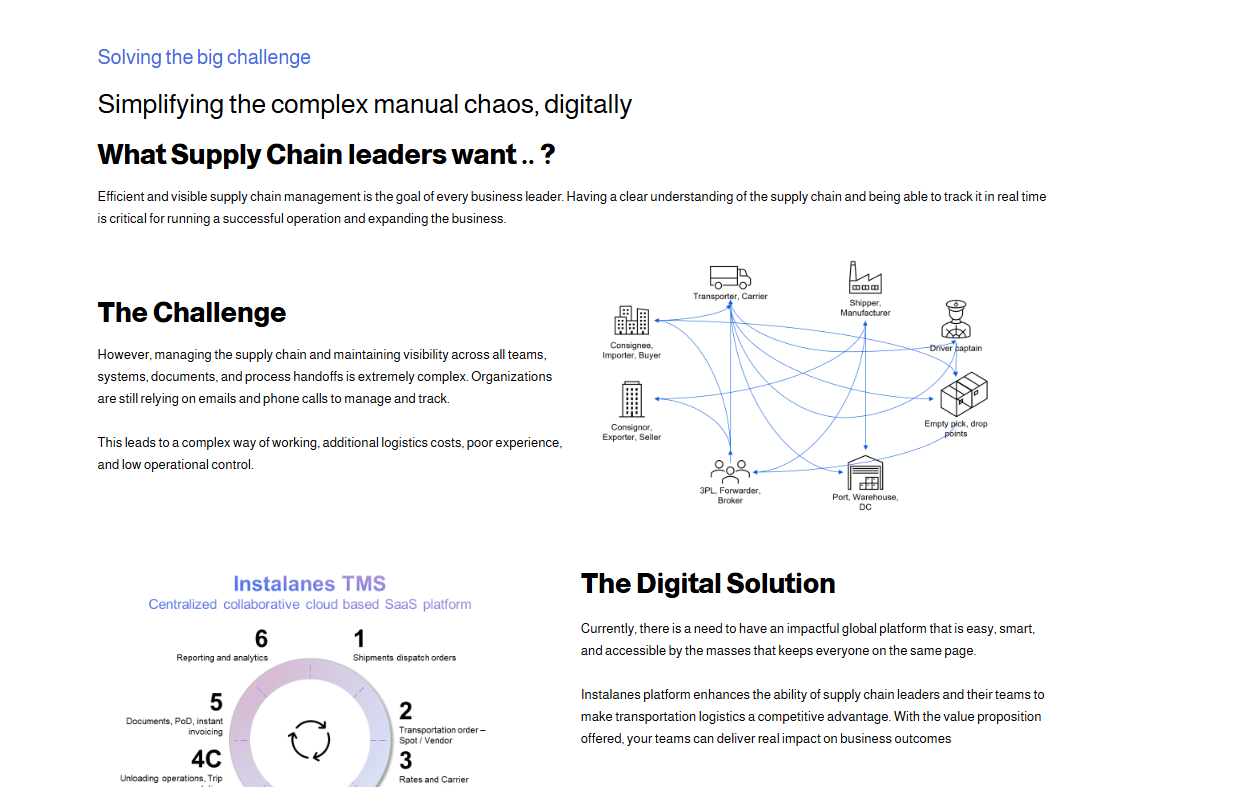 Solving the big challenge
Simplifying the complex manual chaos, digitally
What Supply Chain leaders want .. ?
Efficient and visible supply chain management is the goal of every business leader. Having a clear understanding of the supply chain and being able to track it in real time
is critical for running a successful operation and expanding the business.
The Challenge
However, managing the supply chain and maintaining visibility across all teams,
systems, documents, and process handoffs is extremely complex. Organizations
are still relying on emails and phone calls to manage and track.
This leads to a complex way of working, additional logistics costs, poor experience,
and low operational control.
Transporter, Carrier
Shipper,
Manufacturer
Driver captain
Consignee,
Importer, Buyer
Consignor,
Exporter, Seller
Empty pick, drop
points
3PL, Forwarder,
Broker
Port, Warehouse,
DC
Instalanes TMS
Centralized collaborative cloud based SaaS platform
6
Reporting and analytics
1
Shipments dispatch orders
5
Documents, PoD, instant
invoicing
2
Transportation order –
Spot / Vendor
4C
Unloading operations, Trip
3
Rates and Carrier
The Digital Solution
Currently, there is a need to have an impactful global platform that is easy, smart,
and accessible by the masses that keeps everyone on the same page.
Instalanes platform enhances the ability of supply chain leaders and their teams to
make transportation logistics a competitive advantage. With the value proposition
offered, your teams can deliver real impact on business outcomes